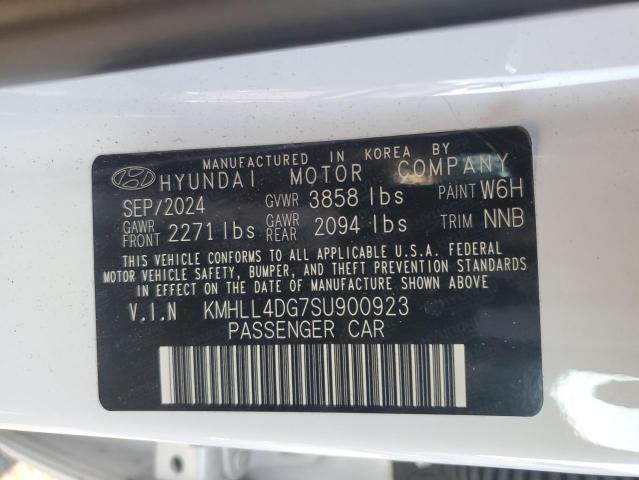 MANUFACTURED IN KOREA BY
HYUNDAI MOTOR COMPANY
SEP/2024 GVWR 3858 lbs PAINT W6H
GAWR FRONT 2271 lbs GAWR REAR 2094 lbs TRIM NNB
THIS VEHICLE CONFORMS TO ALL APPLICABLE U.S.A. FEDERAL
MOTOR VEHICLE SAFETY, BUMPER, AND THEFT PREVENTION STANDARDS
IN EFFECT ON THE DATE OF MANUFACTURE SHOWN ABOVE
V.I.N KMHLL4DG7SU900923
PASSENGER CAR